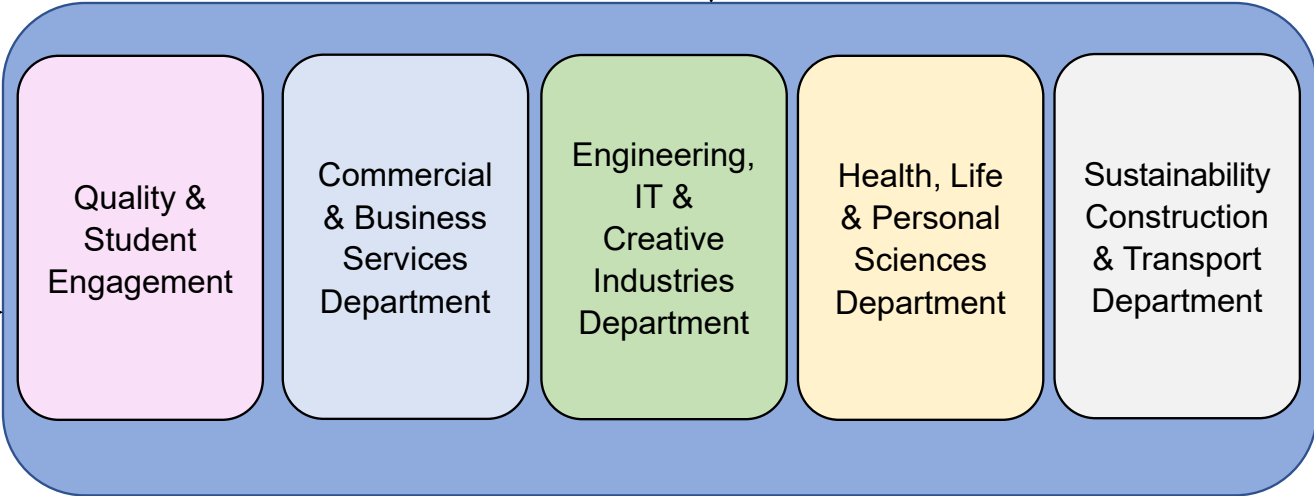 Quality &
Student
Engagement
Commercial
& Business
Services
Department
Engineering,
IT &
Creative
Industries
Department
Health, Life
& Personal
Sciences
Department
Sustainability
Construction
& Transport
Department